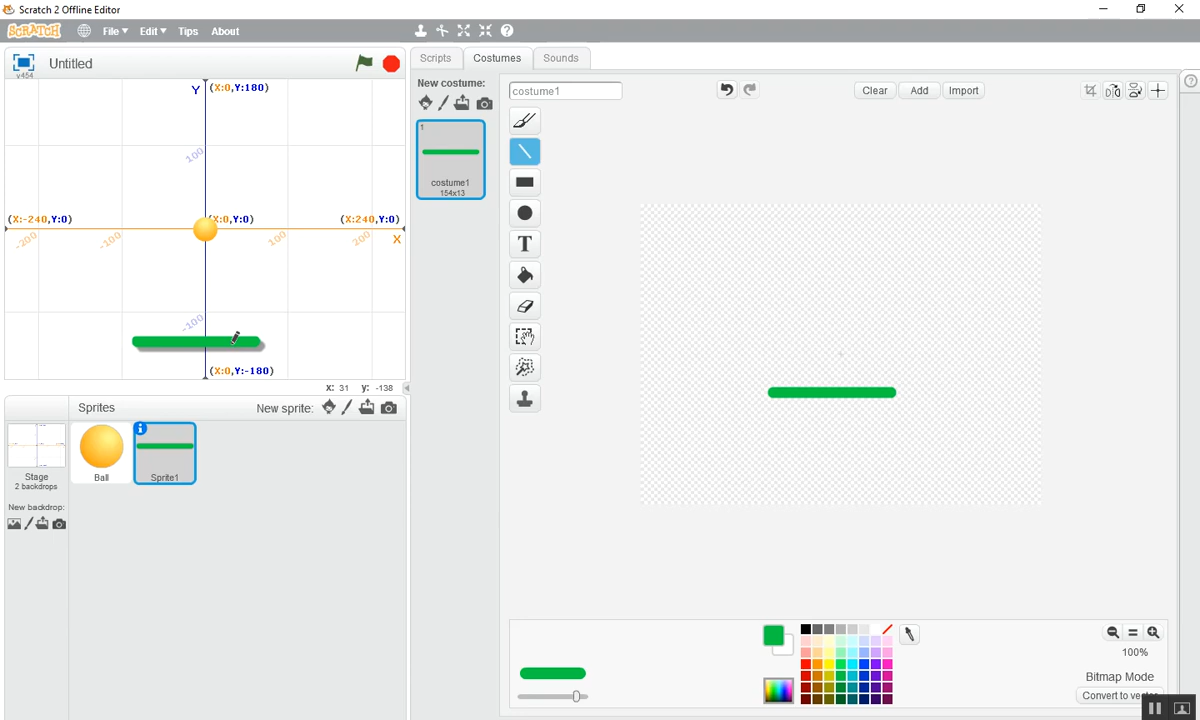 Scratch 2 Offline Editor
SCRATCH File Edit Tips About
v454 Untitled
Scripts Costumes Sounds
New costume:
costume1
Clear Add Import
1
costume1
154x13
Y (X:0,Y:180)
100
(X:-240,Y:0) (X:0,Y:0) (X:240,Y:0)
-200 -100 100 200 X
-100
(X:0,Y:-180)
x: 31 y: -138
Sprites New sprite:
Stage
2 backdrops
New backdrop:
Ball
Sprite1
T
100%
Bitmap Mode
Convert to vect